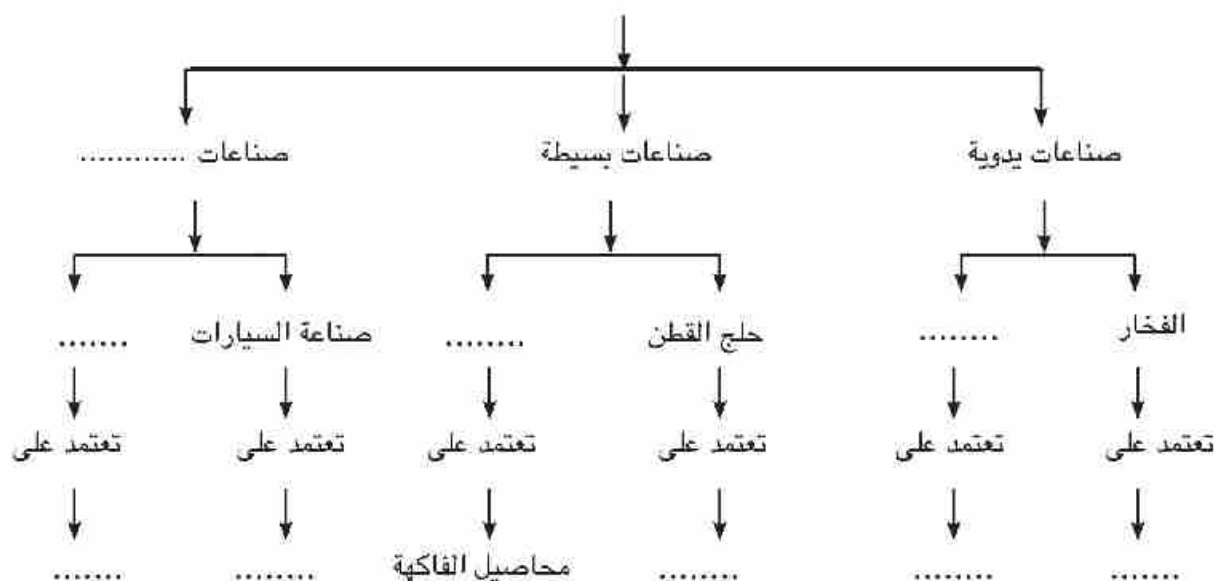 صناعات يدوية صناعات بسيطة صناعات ............
الفخار ........ حلج القطن ........ صناعة السيارات .......
تعتمد على تعتمد على تعتمد على تعتمد على تعتمد على تعتمد على
....... ........ ........ محاصيل الفاكهة ........ .......